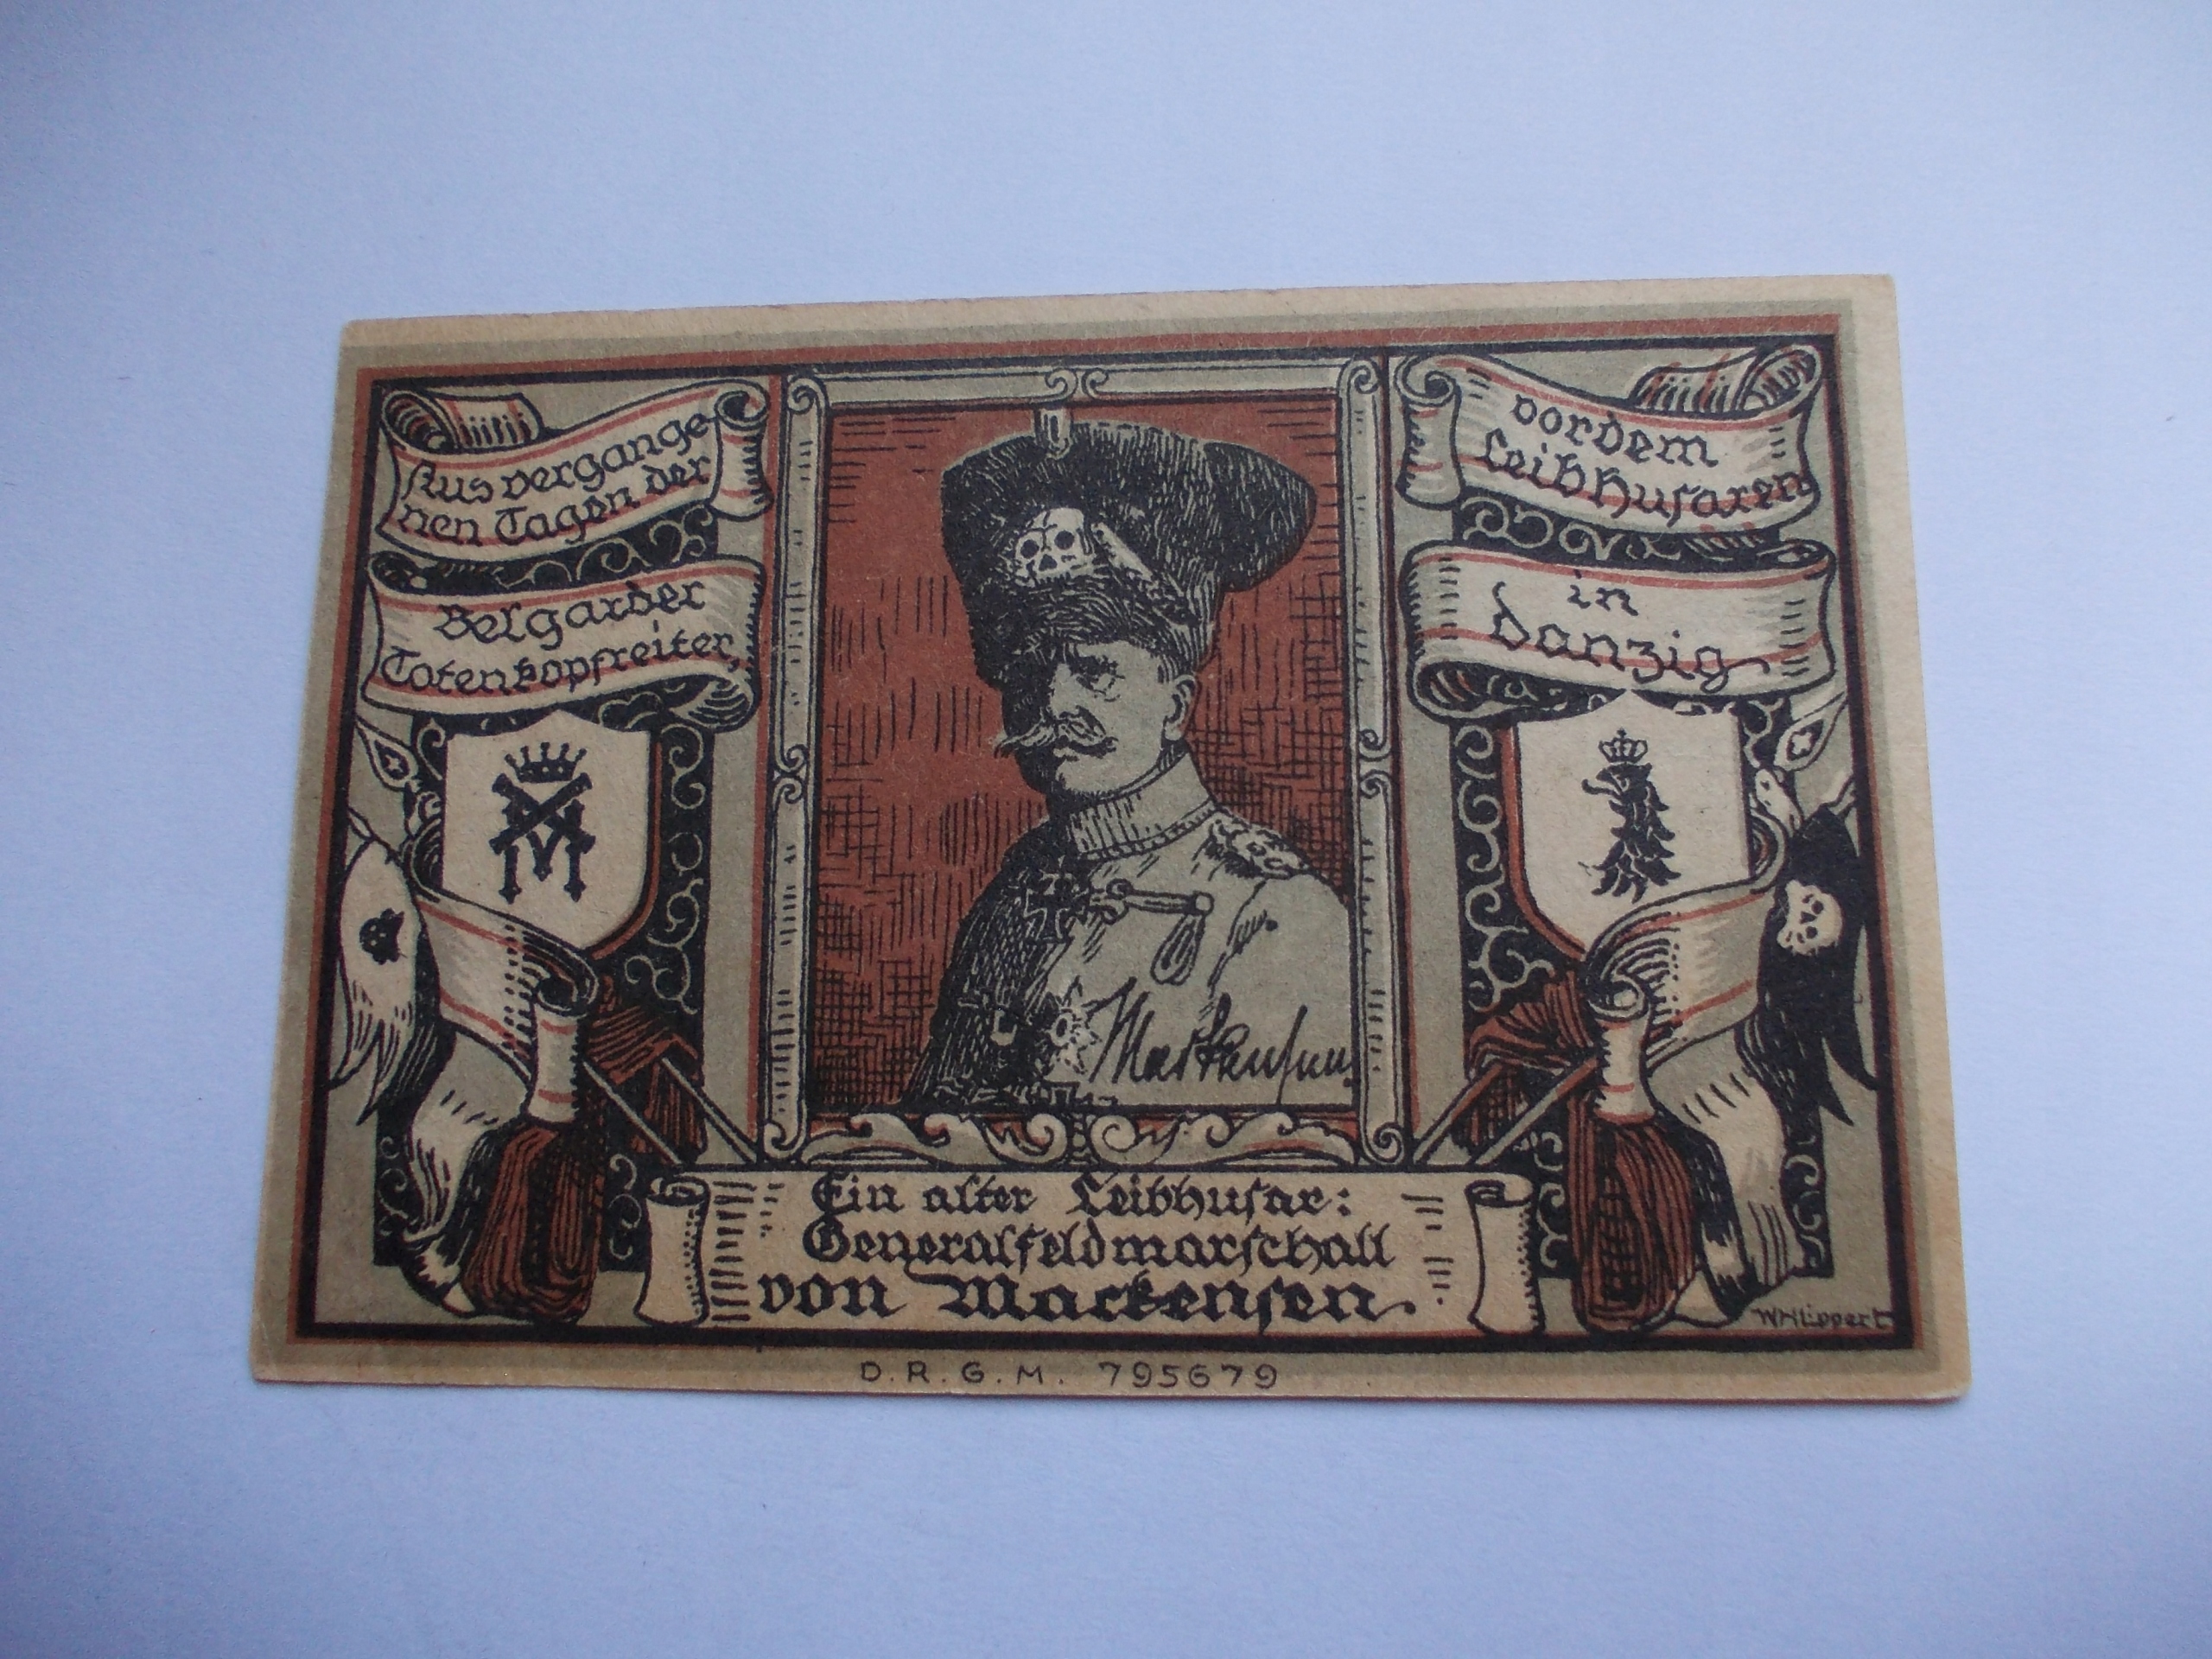 Aus vergange-
nen Tagen der
Belgarder
Totenkopfreiter,
vordem
Leibhusaren
in
Danzig
Mackensen
Ein alter Leibhusar:
Generalfeldmarschall
von Mackensen.
WHLippert
D.R.G.M. 795679